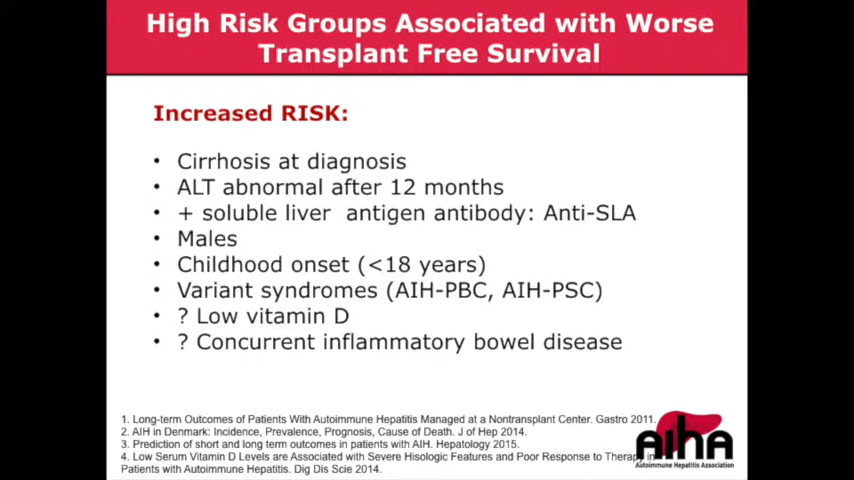 High Risk Groups Associated with Worse
Transplant Free Survival
Increased RISK:
• Cirrhosis at diagnosis
• ALT abnormal after 12 months
• + soluble liver antigen antibody: Anti-SLA
• Males
• Childhood onset (<18 years)
• Variant syndromes (AIH-PBC, AIH-PSC)
• ? Low vitamin D
• ? Concurrent inflammatory bowel disease
1. Long-term Outcomes of Patients With Autoimmune Hepatitis Managed at a Nontransplant Center. Gastro 2011.
2. AIH in Denmark: Incidence, Prevalence, Prognosis, Cause of Death. J of Hep 2014.
3. Prediction of short and long term outcomes in patients with AIH. Hepatology 2015.
4. Low Serum Vitamin D Levels are Associated with Severe Hisologic Features and Poor Response to Therapy in
Patients with Autoimmune Hepatitis. Dig Dis Scie 2014.
AIHA
Autoimmune Hepatitis Association